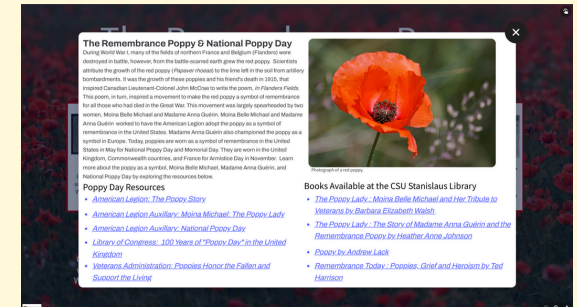 The Remembrance Poppy & National Poppy Day
During World War I, many of the fields of northern France and Belgium (Flanders) were
destroyed in battle, however, from the battle-scarred earth grew the red poppy. Scientists
attribute the growth of the red poppy (Papaver rhoeas) to the lime left in the soil from artillery
bombardments. It was the growth of these poppies and his friend's death in 1915, that
inspired Canadian Lieutenant-Colonel John McCrae to write the poem, in Flanders Fields.
This poem, in turn, inspired a movement to make the red poppy a symbol of remembrance
for all those who had died in the Great War. This movement was largely spearheaded by two
women, Moina Belle Michael and Madame Anna Guérin. Moina Belle Michael and Madame
Anna Guérin worked to have the American Legion adopt the poppy as a symbol of
remembrance in the United States. Madame Anna Guérin also championed the poppy as a
symbol in Europe. Today, poppies are worn as a symbol of remembrance in the United
States in May for National Poppy Day and Memorial Day. They are worn in the United
Kingdom, Commonwealth countries, and France for Armistice Day in November. Learn
more about the poppy as a symbol, Moina Belle Michael, Madame Anna Guérin, and
National Poppy Day by exploring the resources below.
Photograph of a red poppy.
Poppy Day Resources
American Legion: The Poppy Story
American Legion Auxillary: Moina Michael: The Poppy Lady
American Legion Auxillary: National Poppy Day
Library of Congress: 100 Years of "Poppy Day" in the United
Kingdom
Veterans Administration: Poppies Honor the Fallen and
Support the Living
Books Available at the CSU Stanislaus Library
The Poppy Lady : Moina Belle Michael and Her Tribute to
Veterans by Barbara Elizabeth Walsh
The Poppy Lady : The Story of Madame Anna Guérin and the
Remembrance Poppy by Heather Anne Johnson
Poppy by Andrew Lack
Remembrance Today : Poppies, Grief and Heroism by Ted
Harrison